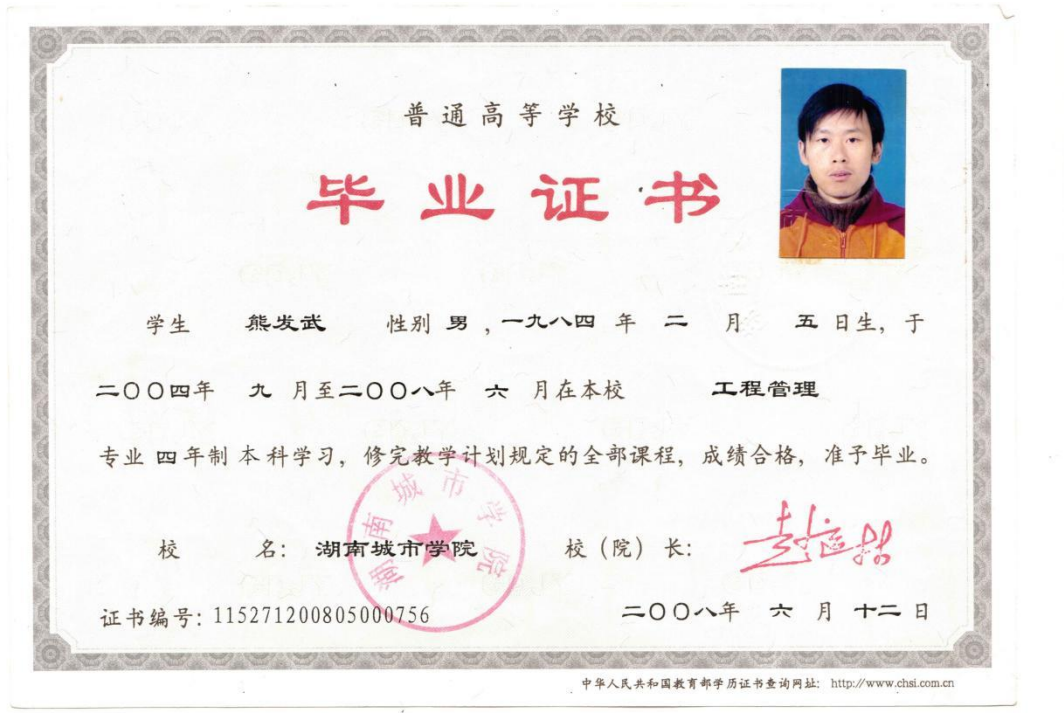 普通高等学校
毕业证书
学生 熊发武 性别 男 ,一九八四 年 二 月 五 日生, 于
二〇〇四年 九 月至二〇〇八年 六 月在本校 工程管理
专业 四 年制 本 科学习, 修完教学计划规定的全部课程, 成绩合格, 准予毕业。
湖南城市学院
校 名: 湖南城市学院 校 (院) 长:
证书编号: 115271200805000756 二〇〇八年 六 月 十二 日
中华人民共和国教育部学历证书查询网址: http://www.chsi.com.cn